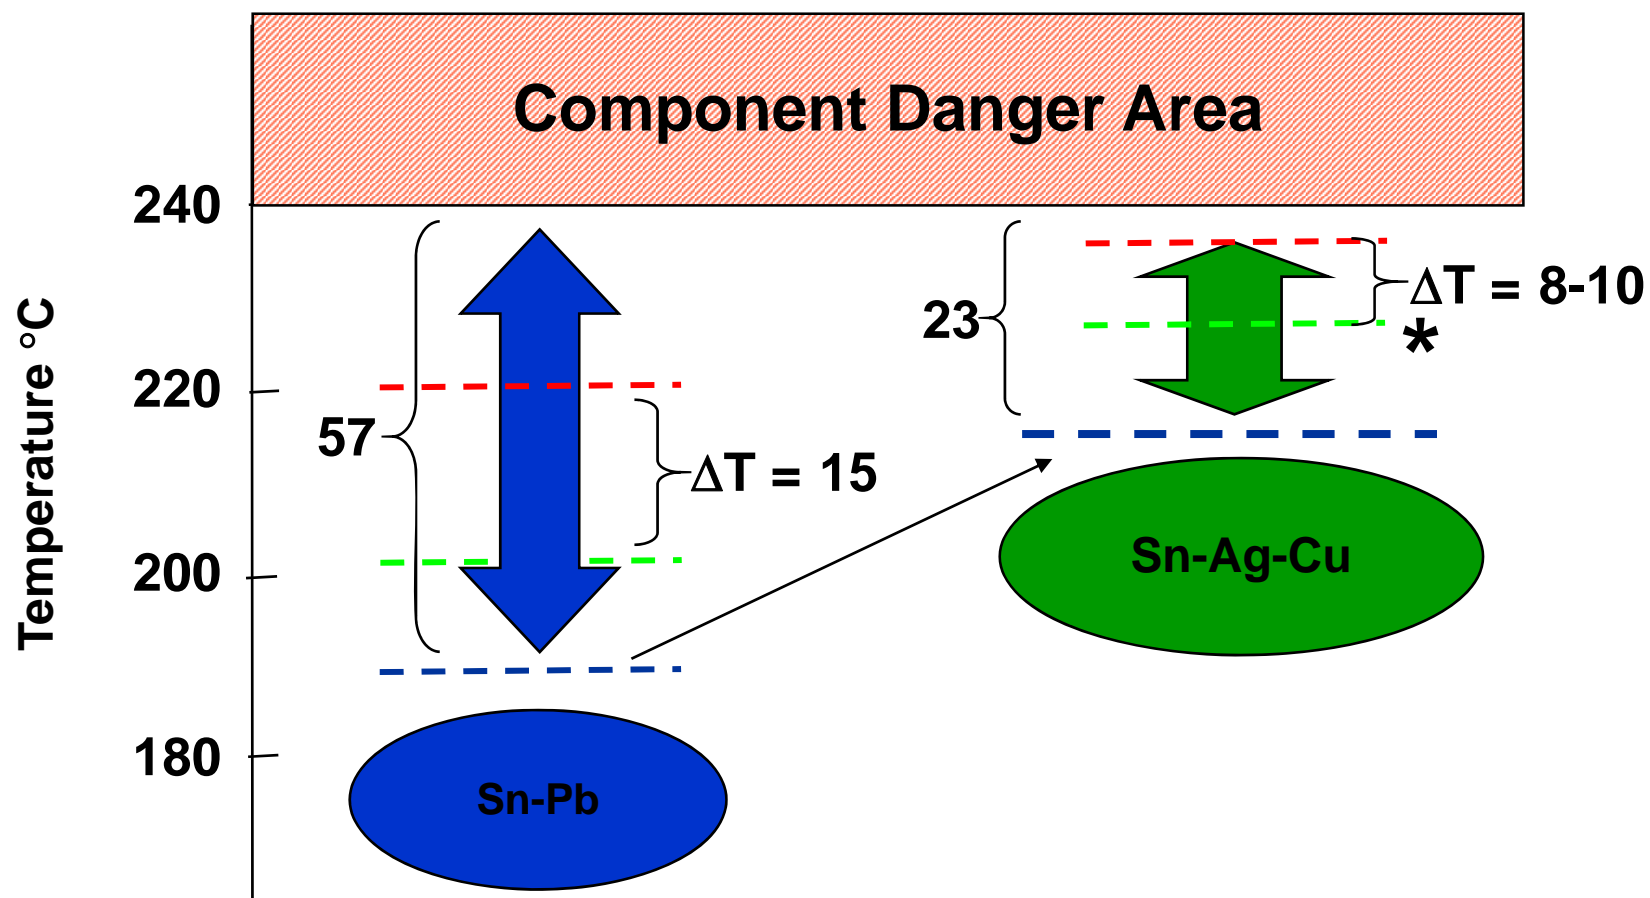 Component Danger Area
Temperature °C
240
220
200
180
57
ΔT = 15
Sn-Pb
23
ΔT = 8-10
*
Sn-Ag-Cu